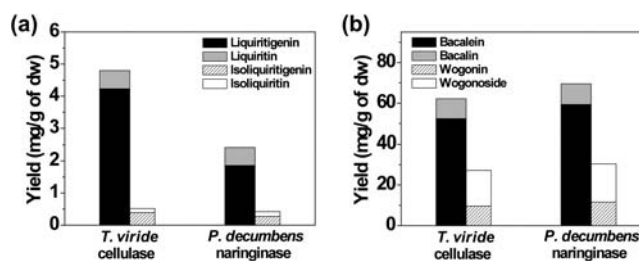 (a)
Yield (mg/g of dw)
6
5
4
3
2
1
0
Liquiritigenin
Liquiritin
Isoliquiritigenin
Isoliquiritin
T. viride
cellulase
P. decumbens
naringinase
(b)
Yield (mg/g of dw)
80
60
40
20
0
Bacalein
Bacalin
Wogonin
Wogonoside
T. viride
cellulase
P. decumbens
naringinase